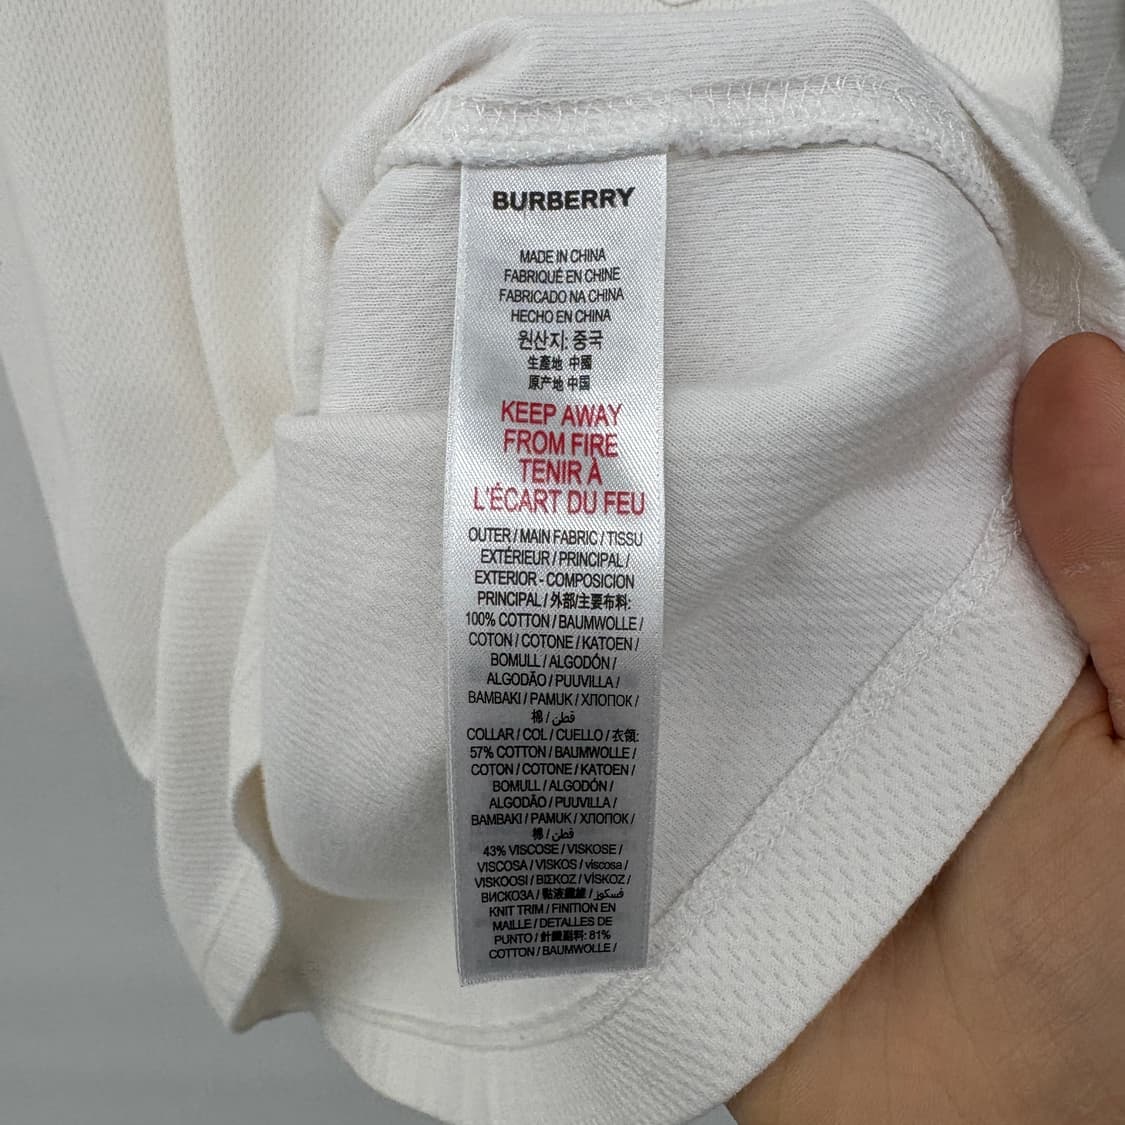 BURBERRY
MADE IN CHINA
FABRIQUÉ EN CHINE
FABRICADO NA CHINA
HECHO EN CHINA
원산지: 중국
生產地 中國
原产地 中国
KEEP AWAY
FROM FIRE
TENIR À
L'ÉCART DU FEU
OUTER / MAIN FABRIC / TISSU
EXTÉRIEUR / PRINCIPAL /
EXTERIOR - COMPOSICION
PRINCIPAL / 外部/主要布料:
100% COTTON / BAUMWOLLE /
COTON / COTONE / KATOEN /
BOMULL / ALGODÓN /
ALGODÃO / PUUVILLA /
BAMBAKI / PAMUK / ХЛОПОК /
棉 / قطن /
COLLAR / COL / CUELLO / 衣領:
57% COTTON / BAUMWOLLE /
COTON / COTONE / KATOEN /
BOMULL / ALGODÓN /
ALGODÃO / PUUVILLA /
BAMBAKI / PAMUK / ХЛОПОК /
棉 / قطن /
43% VISCOSE / VISKOSE /
VISCOSA / VISKOS / viscosa /
VISKOOSI / ΒΙΣΚΟΖ / VİSKOZ /
ВИСКОЗА / 黏液纖維 / فسكوز /
KNIT TRIM / FINITION EN
MAILLE / DETALLES DE
PUNTO / 針織副料: 81%
COTTON / BAUMWOLLE /